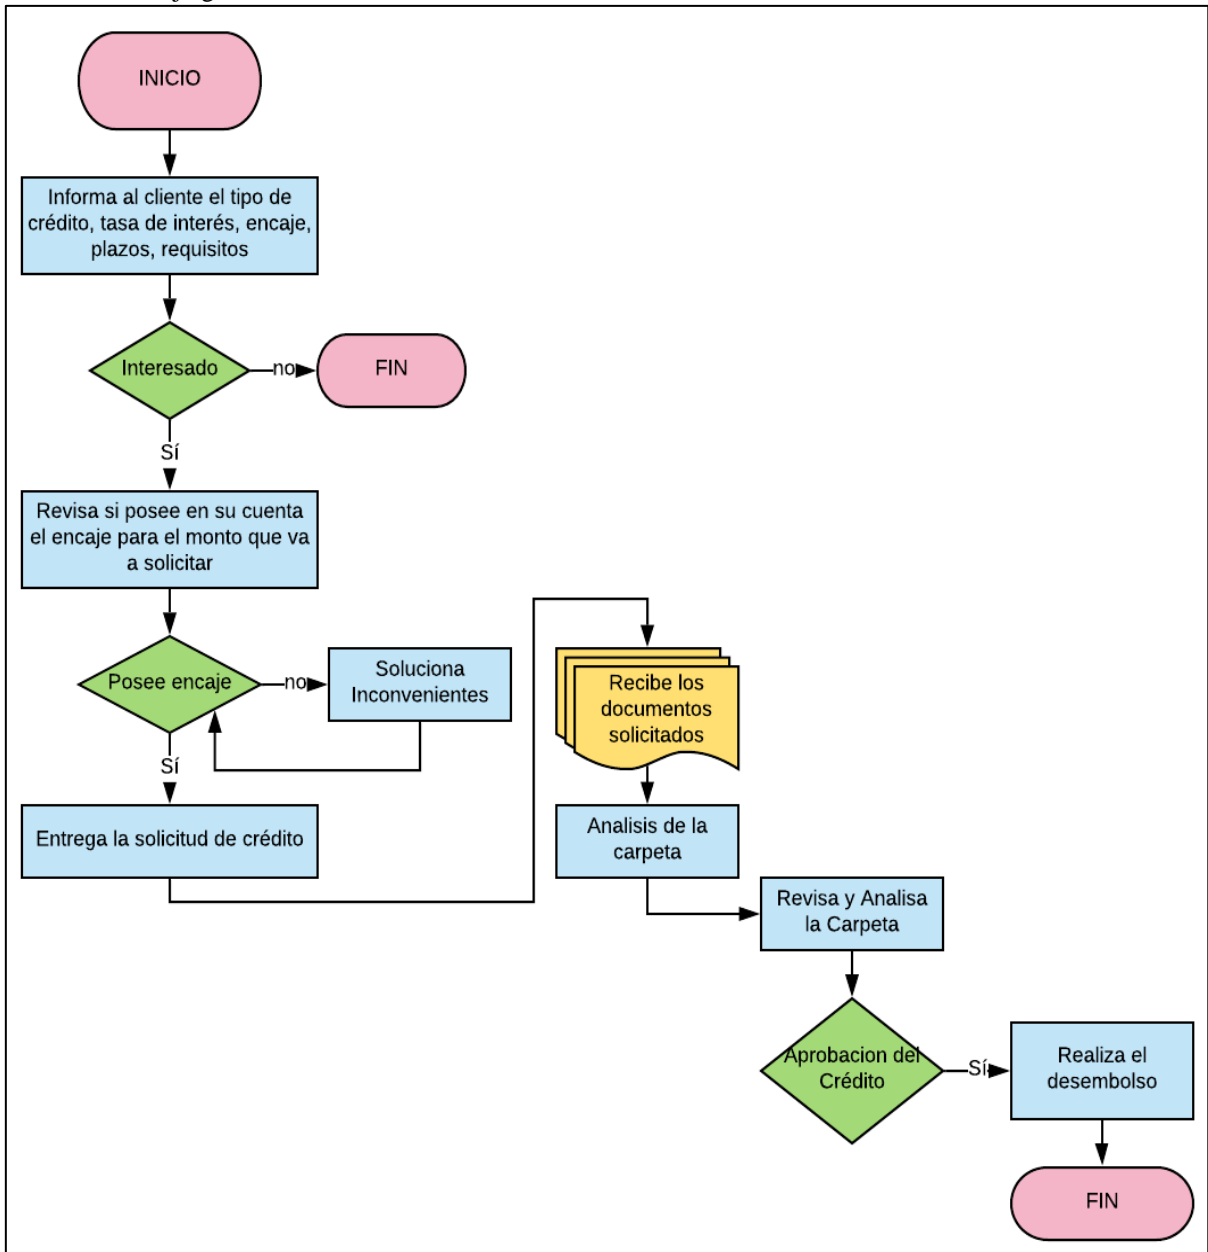 INICIO
Informa al cliente el tipo de
crédito, tasa de interés, encaje,
plazos, requisitos
Interesado
no
FIN
Sí
Revisa si posee en su cuenta
el encaje para el monto que va
a solicitar
Posee encaje
no
Soluciona
Inconvenientes
Sí
Entrega la solicitud de crédito
Recibe los
documentos
solicitados
Analisis de la
carpeta
Revisa y Analisa
la Carpeta
Aprobacion del
Crédito
Sí
Realiza el
desembolso
FIN